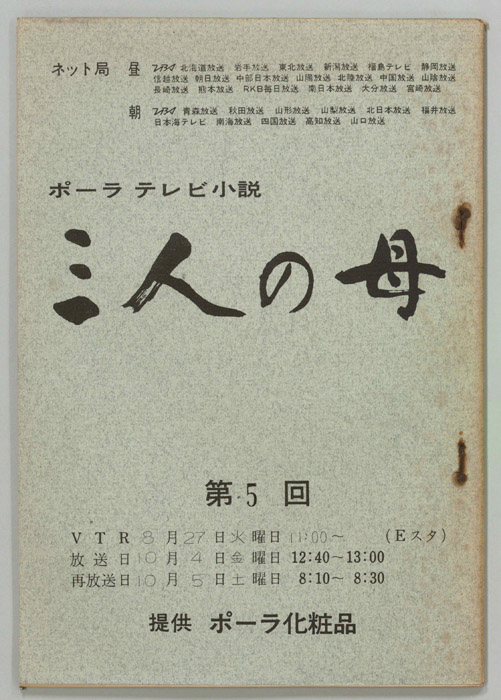 ネット局 昼 TBS 北海道放送 岩手放送 東北放送 新潟放送 福島テレビ 静岡放送
信越放送 朝日放送 中部日本放送 山陽放送 北陸放送 中国放送 山陰放送
長崎放送 熊本放送 RKB毎日放送 南日本放送 大分放送 宮崎放送
朝 TBS 青森放送 秋田放送 山形放送 山梨放送 北日本放送 福井放送
日本海テレビ 南海放送 四国放送 高知放送 山口放送
ポーラ テレビ小説
三人の母
第5回
VTR 8月27日火曜日 11:00〜 (Eスタ)
放送日 10月4日金曜日 12:40〜13:00
再放送日 10月5日土曜日 8:10〜8:30
提供 ポーラ化粧品